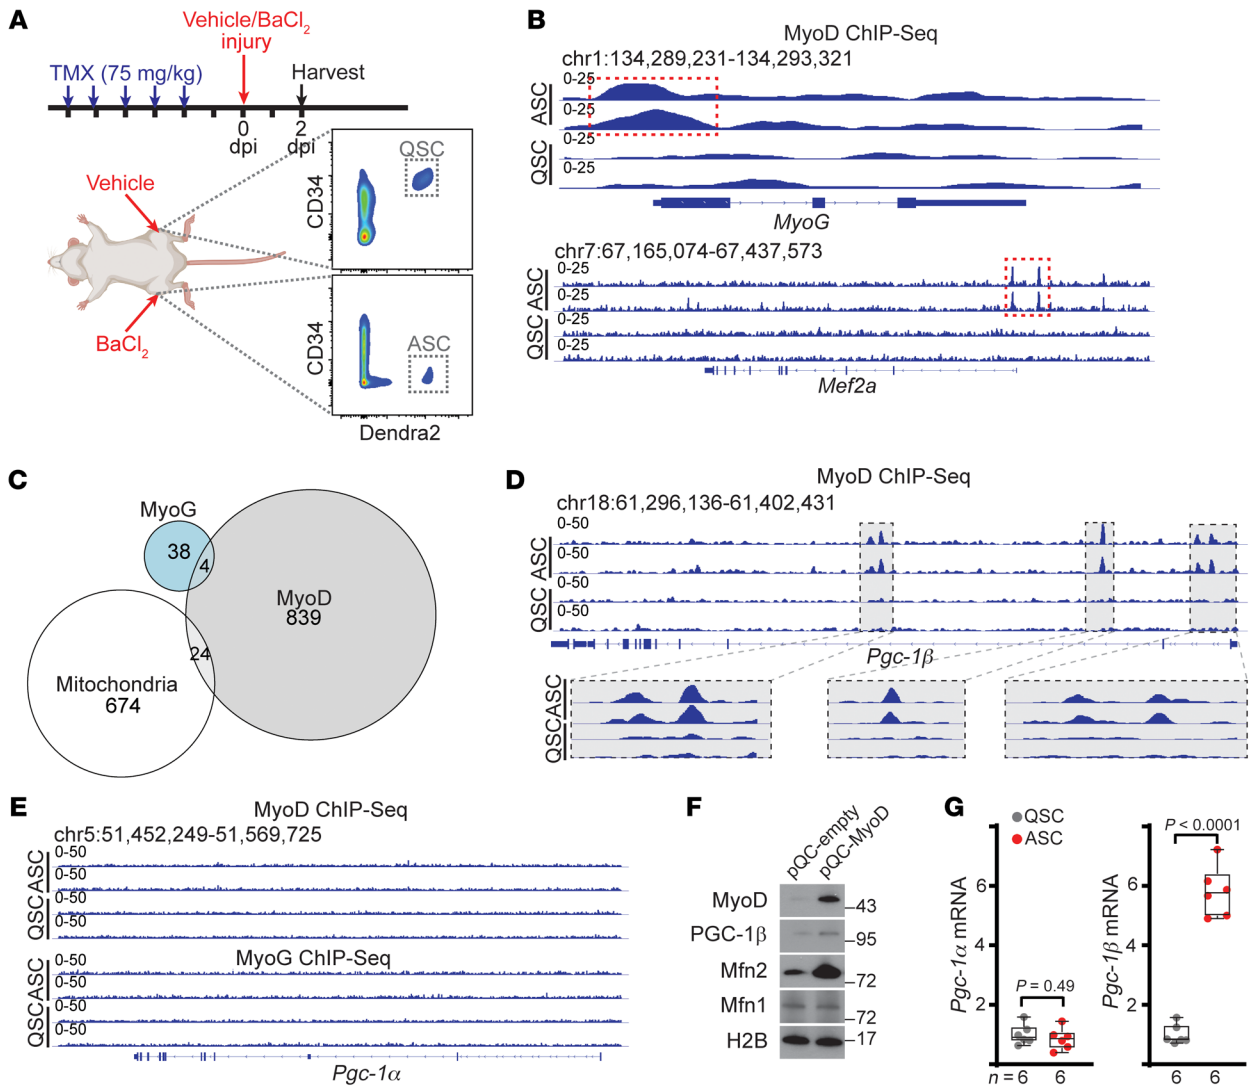 A
Vehicle/BaCl2
injury
TMX (75 mg/kg)
Harvest
0
dpi
2
dpi
Vehicle
BaCl2
CD34
QSC
CD34
ASC
Dendra2
B
MyoD ChIP-Seq
chr1:134,289,231-134,293,321
ASC
0-25
0-25
QSC
0-25
0-25
MyoG
chr7:67,165,074-67,437,573
ASC
0-25
0-25
QSC
0-25
0-25
Mef2a
C
MyoG
38
4
MyoD
839
24
Mitochondria
674
D
MyoD ChIP-Seq
chr18:61,296,136-61,402,431
ASC
0-50
0-50
QSC
0-50
0-50
Pgc-1β
ASC
QSC
E
MyoD ChIP-Seq
chr5:51,452,249-51,569,725
ASC
0-50
0-50
QSC
0-50
0-50
MyoG ChIP-Seq
ASC
0-50
0-50
QSC
0-50
0-50
Pgc-1α
F
pQC-empty
pQC-MyoD
MyoD
43
PGC-1β
95
Mfn2
72
Mfn1
72
H2B
17
G
QSC
ASC
Pgc-1α mRNA
6
4
2
P = 0.49
n = 6
6
Pgc-1β mRNA
6
4
2
P < 0.0001
6
6